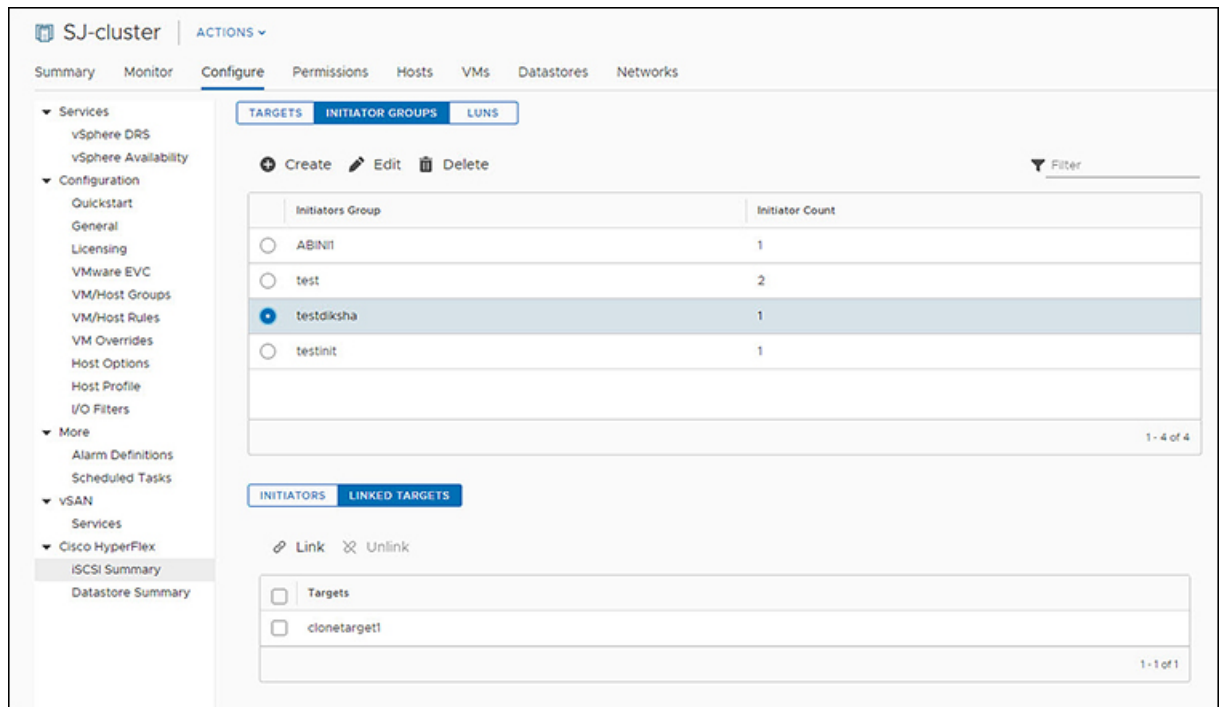 SJ-cluster ACTIONS
Summary Monitor Configure Permissions Hosts VMs Datastores Networks
Services
vSphere DRS
vSphere Availability
Configuration
Quickstart
General
Licensing
VMware EVC
VM/Host Groups
VM/Host Rules
VM Overrides
Host Options
Host Profile
I/O Filters
More
Alarm Definitions
Scheduled Tasks
vSAN
Services
Cisco HyperFlex
iSCSI Summary
Datastore Summary
TARGETS INITIATOR GROUPS LUNS
Create Edit Delete Filter
Initiators Group Initiator Count
ABINI1 1
test 2
testdiksha 1
testinit 1
1 - 4 of 4
INITIATORS LINKED TARGETS
Link Unlink
Targets
clonetarget1
1 - 1 of 1